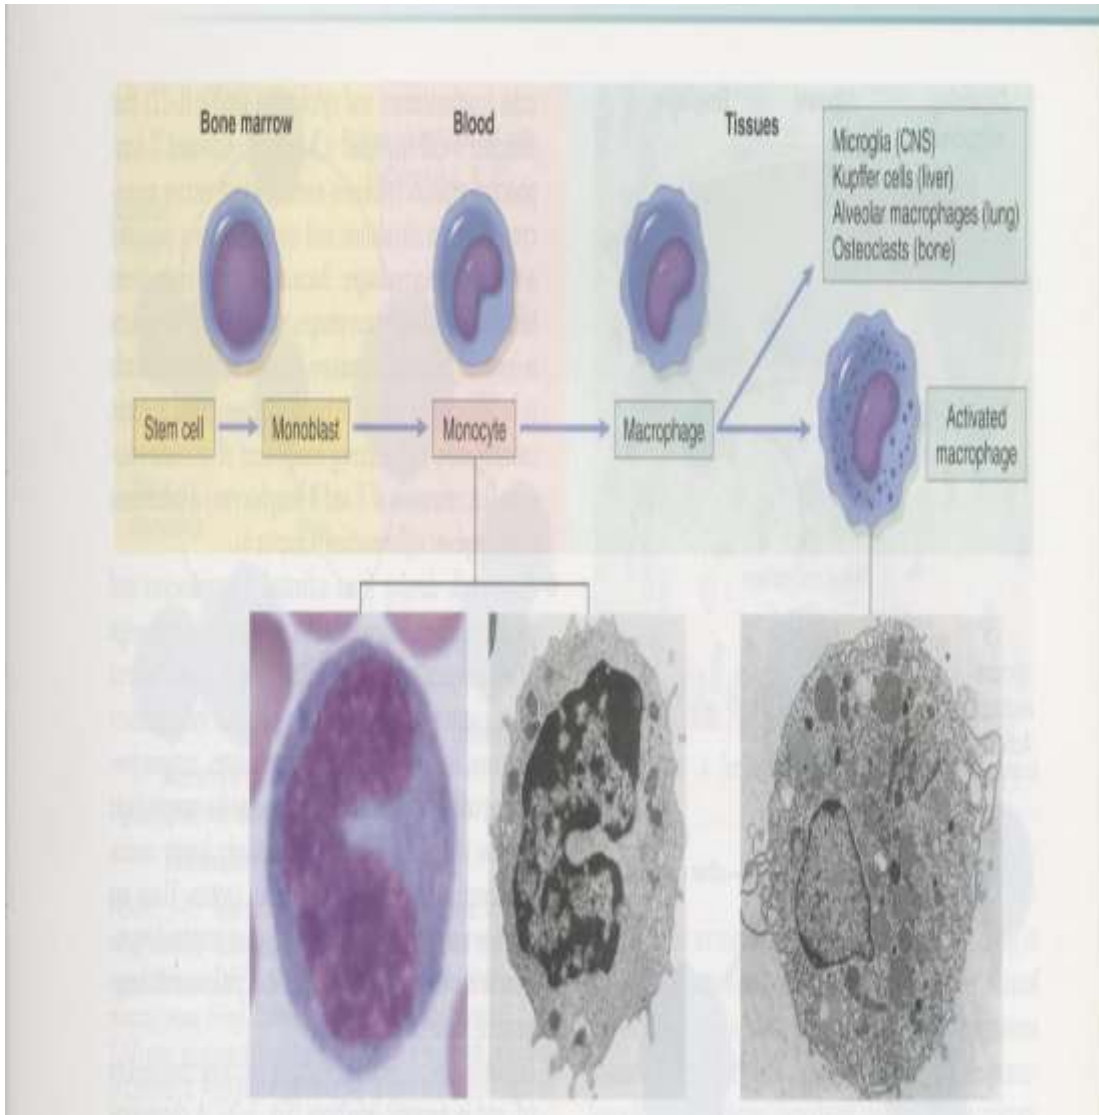 Bone marrow
Blood
Tissues
Microglia (CNS)
Kupffer cells (liver)
Alveolar macrophages (lung)
Osteoclasts (bone)
Stem cell
Monoblast
Monocyte
Macrophage
Activated
macrophage